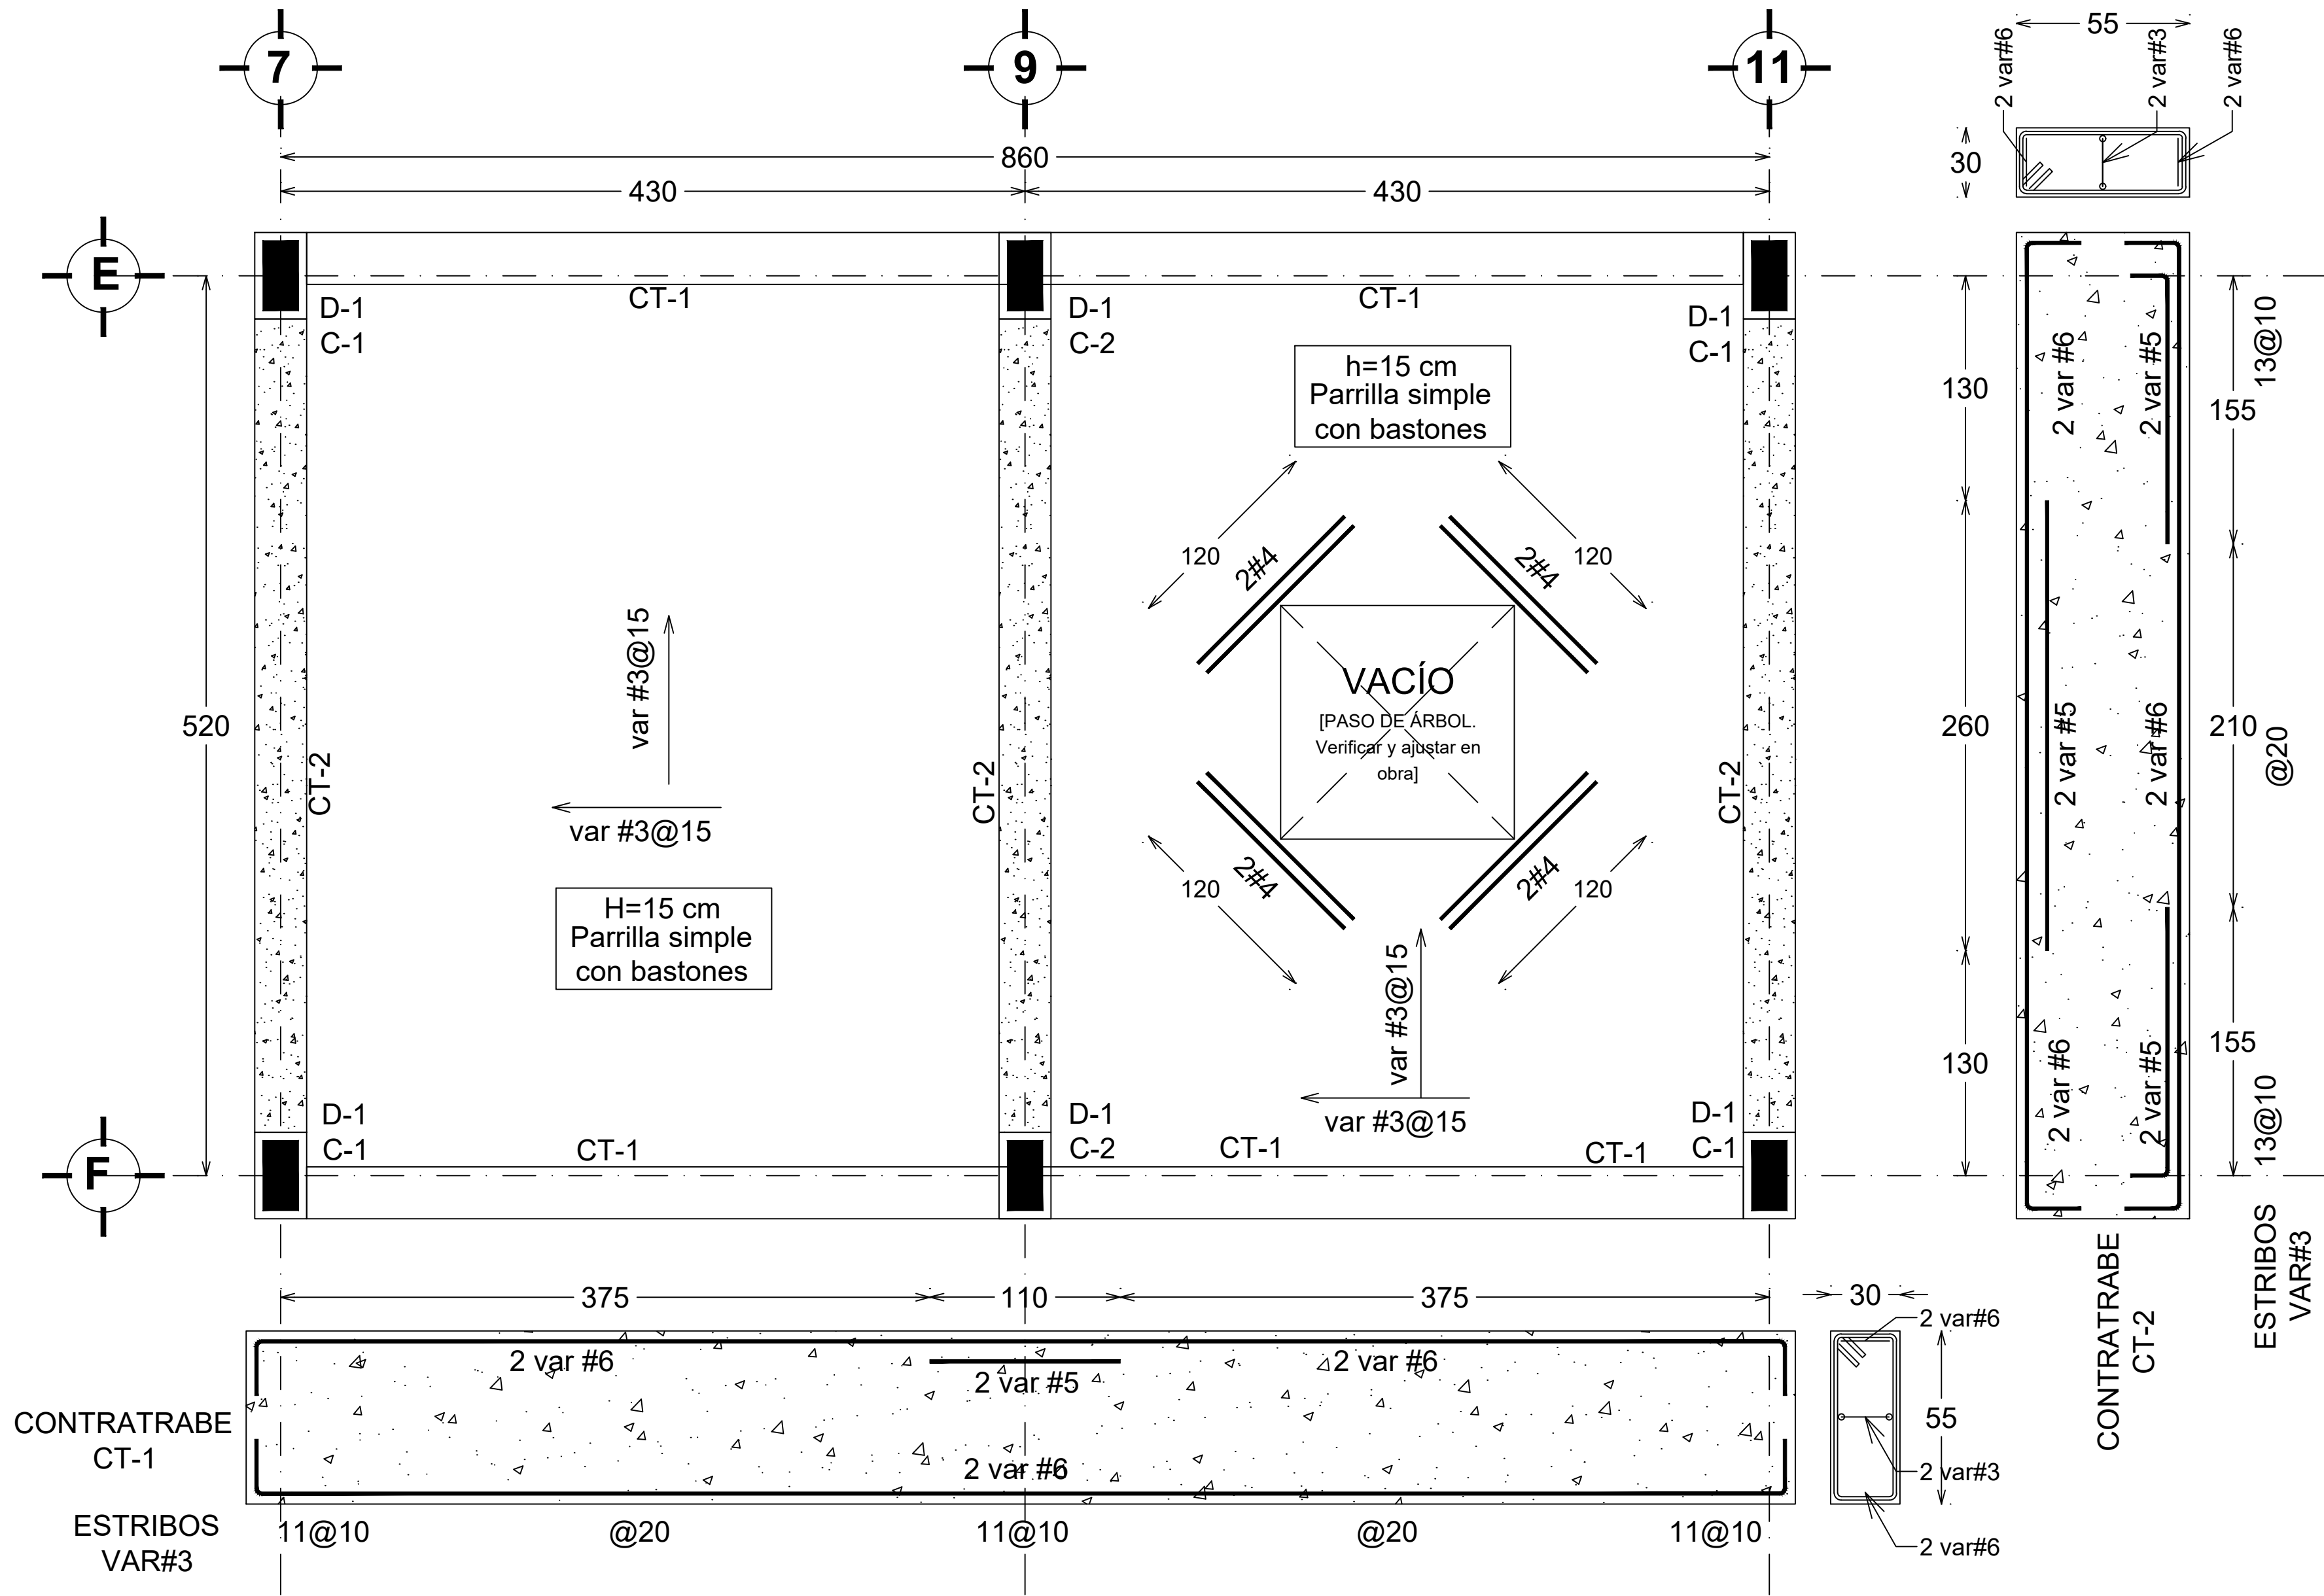 7
9
11
860
430
430
55
2 var#6
2 var#3
2 var#6
30
E
D-1
C-1
CT-1
D-1
C-2
CT-1
D-1
C-1
h=15 cm
Parrilla simple
con bastones
120
2#4
2#4
120
520
var #3@15
var #3@15
CT-2
CT-2
CT-2
VACÍO
[PASO DE ÁRBOL.
Verificar y ajustar en
obra]
H=15 cm
Parrilla simple
con bastones
120
2#4
2#4
120
var #3@15
var #3@15
F
D-1
C-1
CT-1
D-1
C-2
CT-1
CT-1
D-1
C-1
130
260
130
2 var #6
2 var #5
2 var #5
2 var #6
2 var #6
2 var #5
155
210
155
13@10
@20
13@10
CONTRATRABE
CT-2
ESTRIBOS
VAR#3
375
110
375
2 var #6
2 var #5
2 var #6
2 var #6
CONTRATRABE
CT-1
ESTRIBOS
VAR#3
11@10
@20
11@10
@20
11@10
30
2 var#6
55
2 var#3
2 var#6